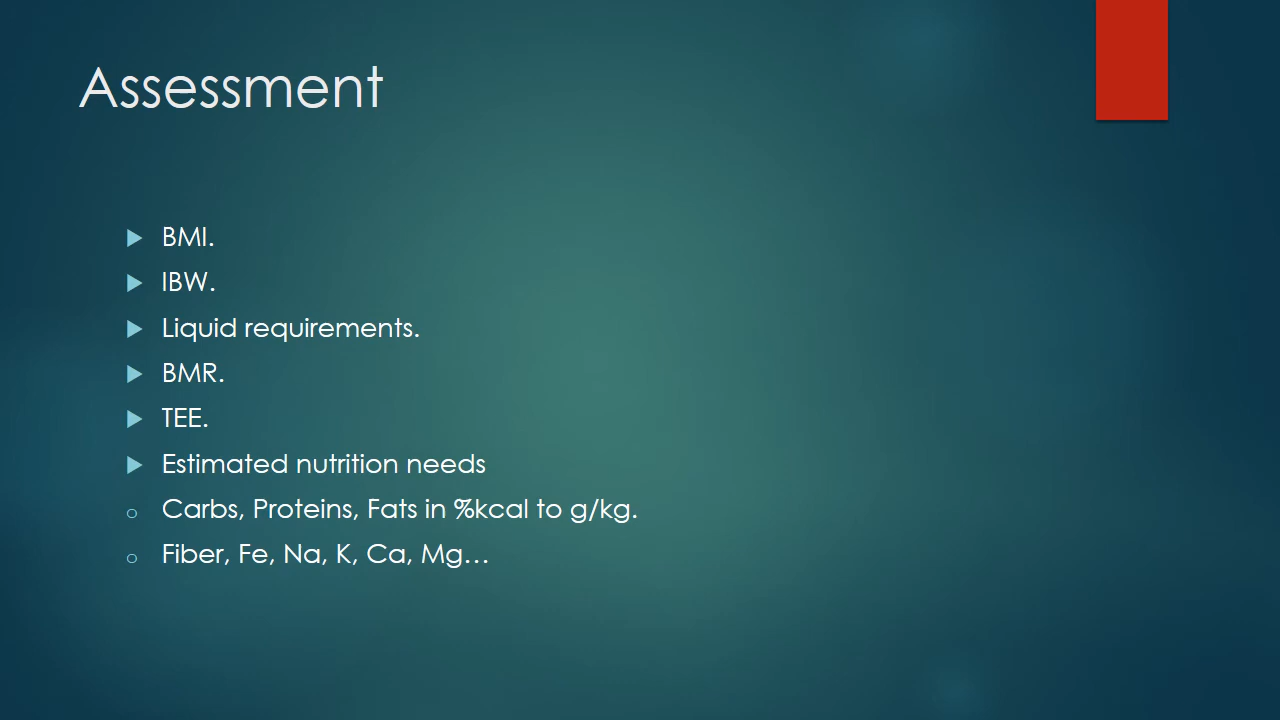 Assessment
BMI.
IBW.
Liquid requirements.
BMR.
TEE.
Estimated nutrition needs
Carbs, Proteins, Fats in %kcal to g/kg.
Fiber, Fe, Na, K, Ca, Mg…